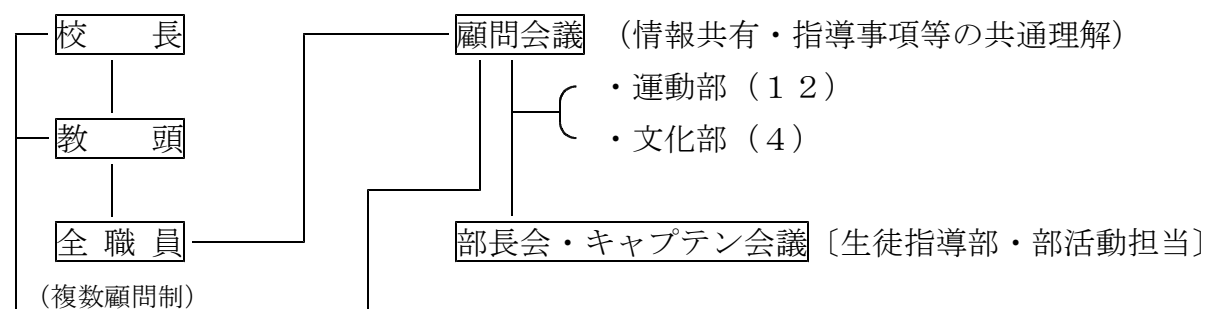 校　長　顧問会議　（情報共有・指導事項等の共通理解）
・運動部（１２）
教　頭　・文化部（４）
全 職 員　部長会・キャプテン会議〔生徒指導部・部活動担当〕
（複数顧問制）